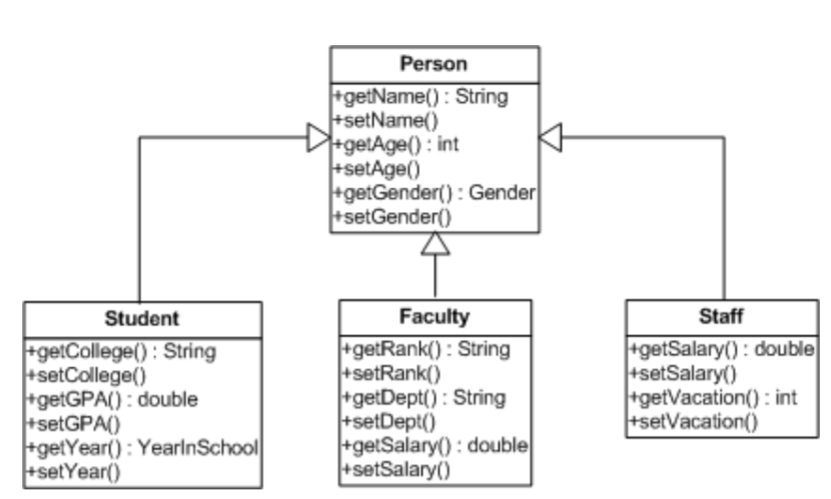 Person
+getName() : String
+setName()
+getAge() : int
+setAge()
+getGender() : Gender
+setGender()
Student
+getCollege() : String
+setCollege()
+getGPA() : double
+setGPA()
+getYear() : YearInSchool
+setYear()
Faculty
+getRank() : String
+setRank()
+getDept() : String
+setDept()
+getSalary() : double
+setSalary()
Staff
+getSalary() : double
+setSalary()
+getVacation() : int
+setVacation()